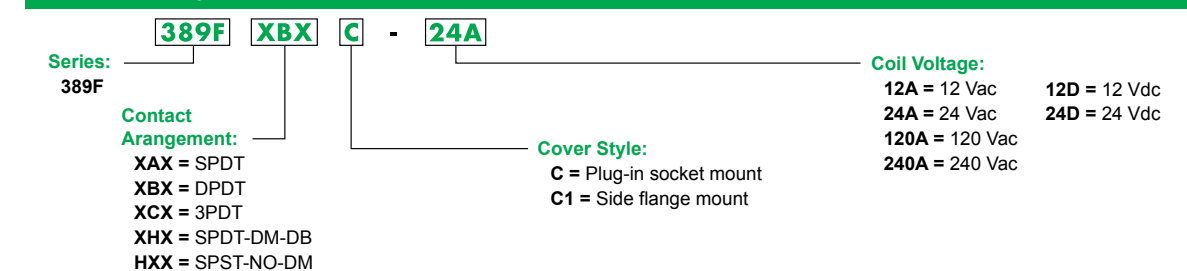 389F XBX C - 24A
Series:
389F
Contact
Arangement:
XAX = SPDT
XBX = DPDT
XCX = 3PDT
XHX = SPDT-DM-DB
HXX = SPST-NO-DM
Cover Style:
C = Plug-in socket mount
C1 = Side flange mount
Coil Voltage:
12A = 12 Vac 12D = 12 Vdc
24A = 24 Vac 24D = 24 Vdc
120A = 120 Vac
240A = 240 Vac